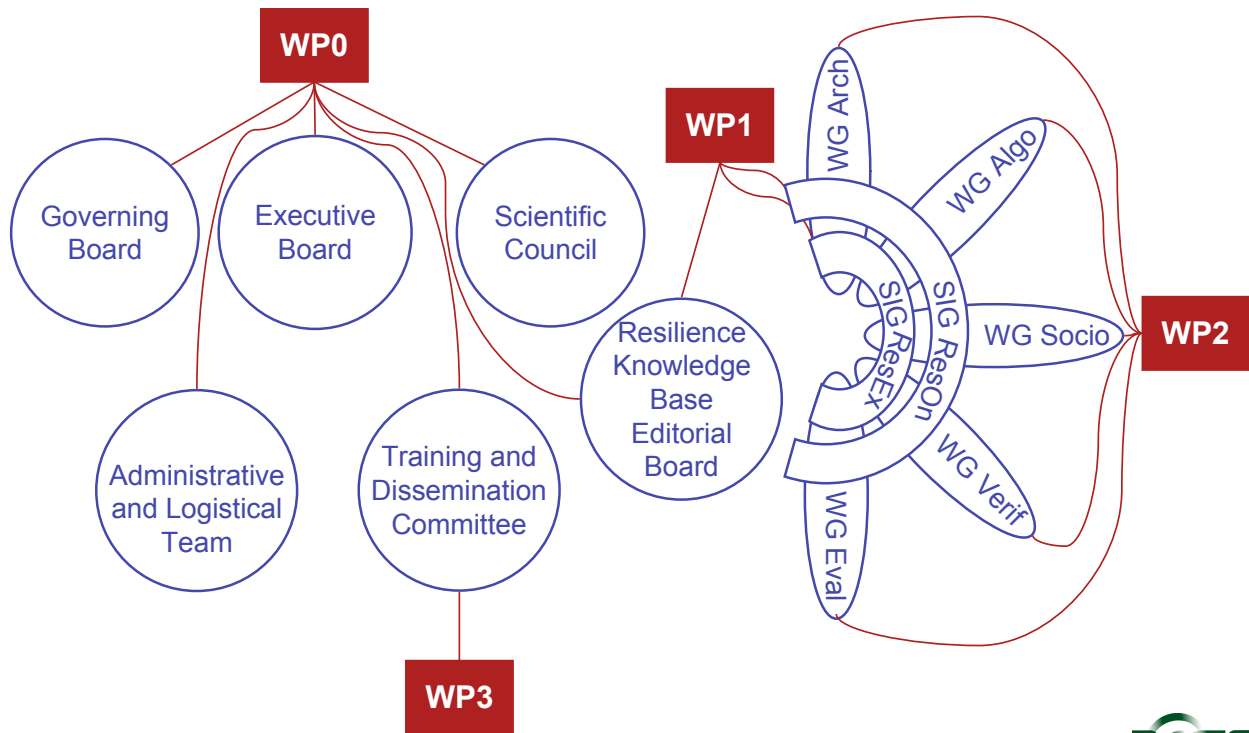 WP0
WP1
WG Arch
WG Algo
Governing
Board
Executive
Board
Scientific
Council
SIG ResEx
SIG ResOn
WG Socio
WP2
Resilience
Knowledge
Base
Editorial
Board
Administrative
and Logistical
Team
Training and
Dissemination
Committee
WG Verif
WG Eval
WP3